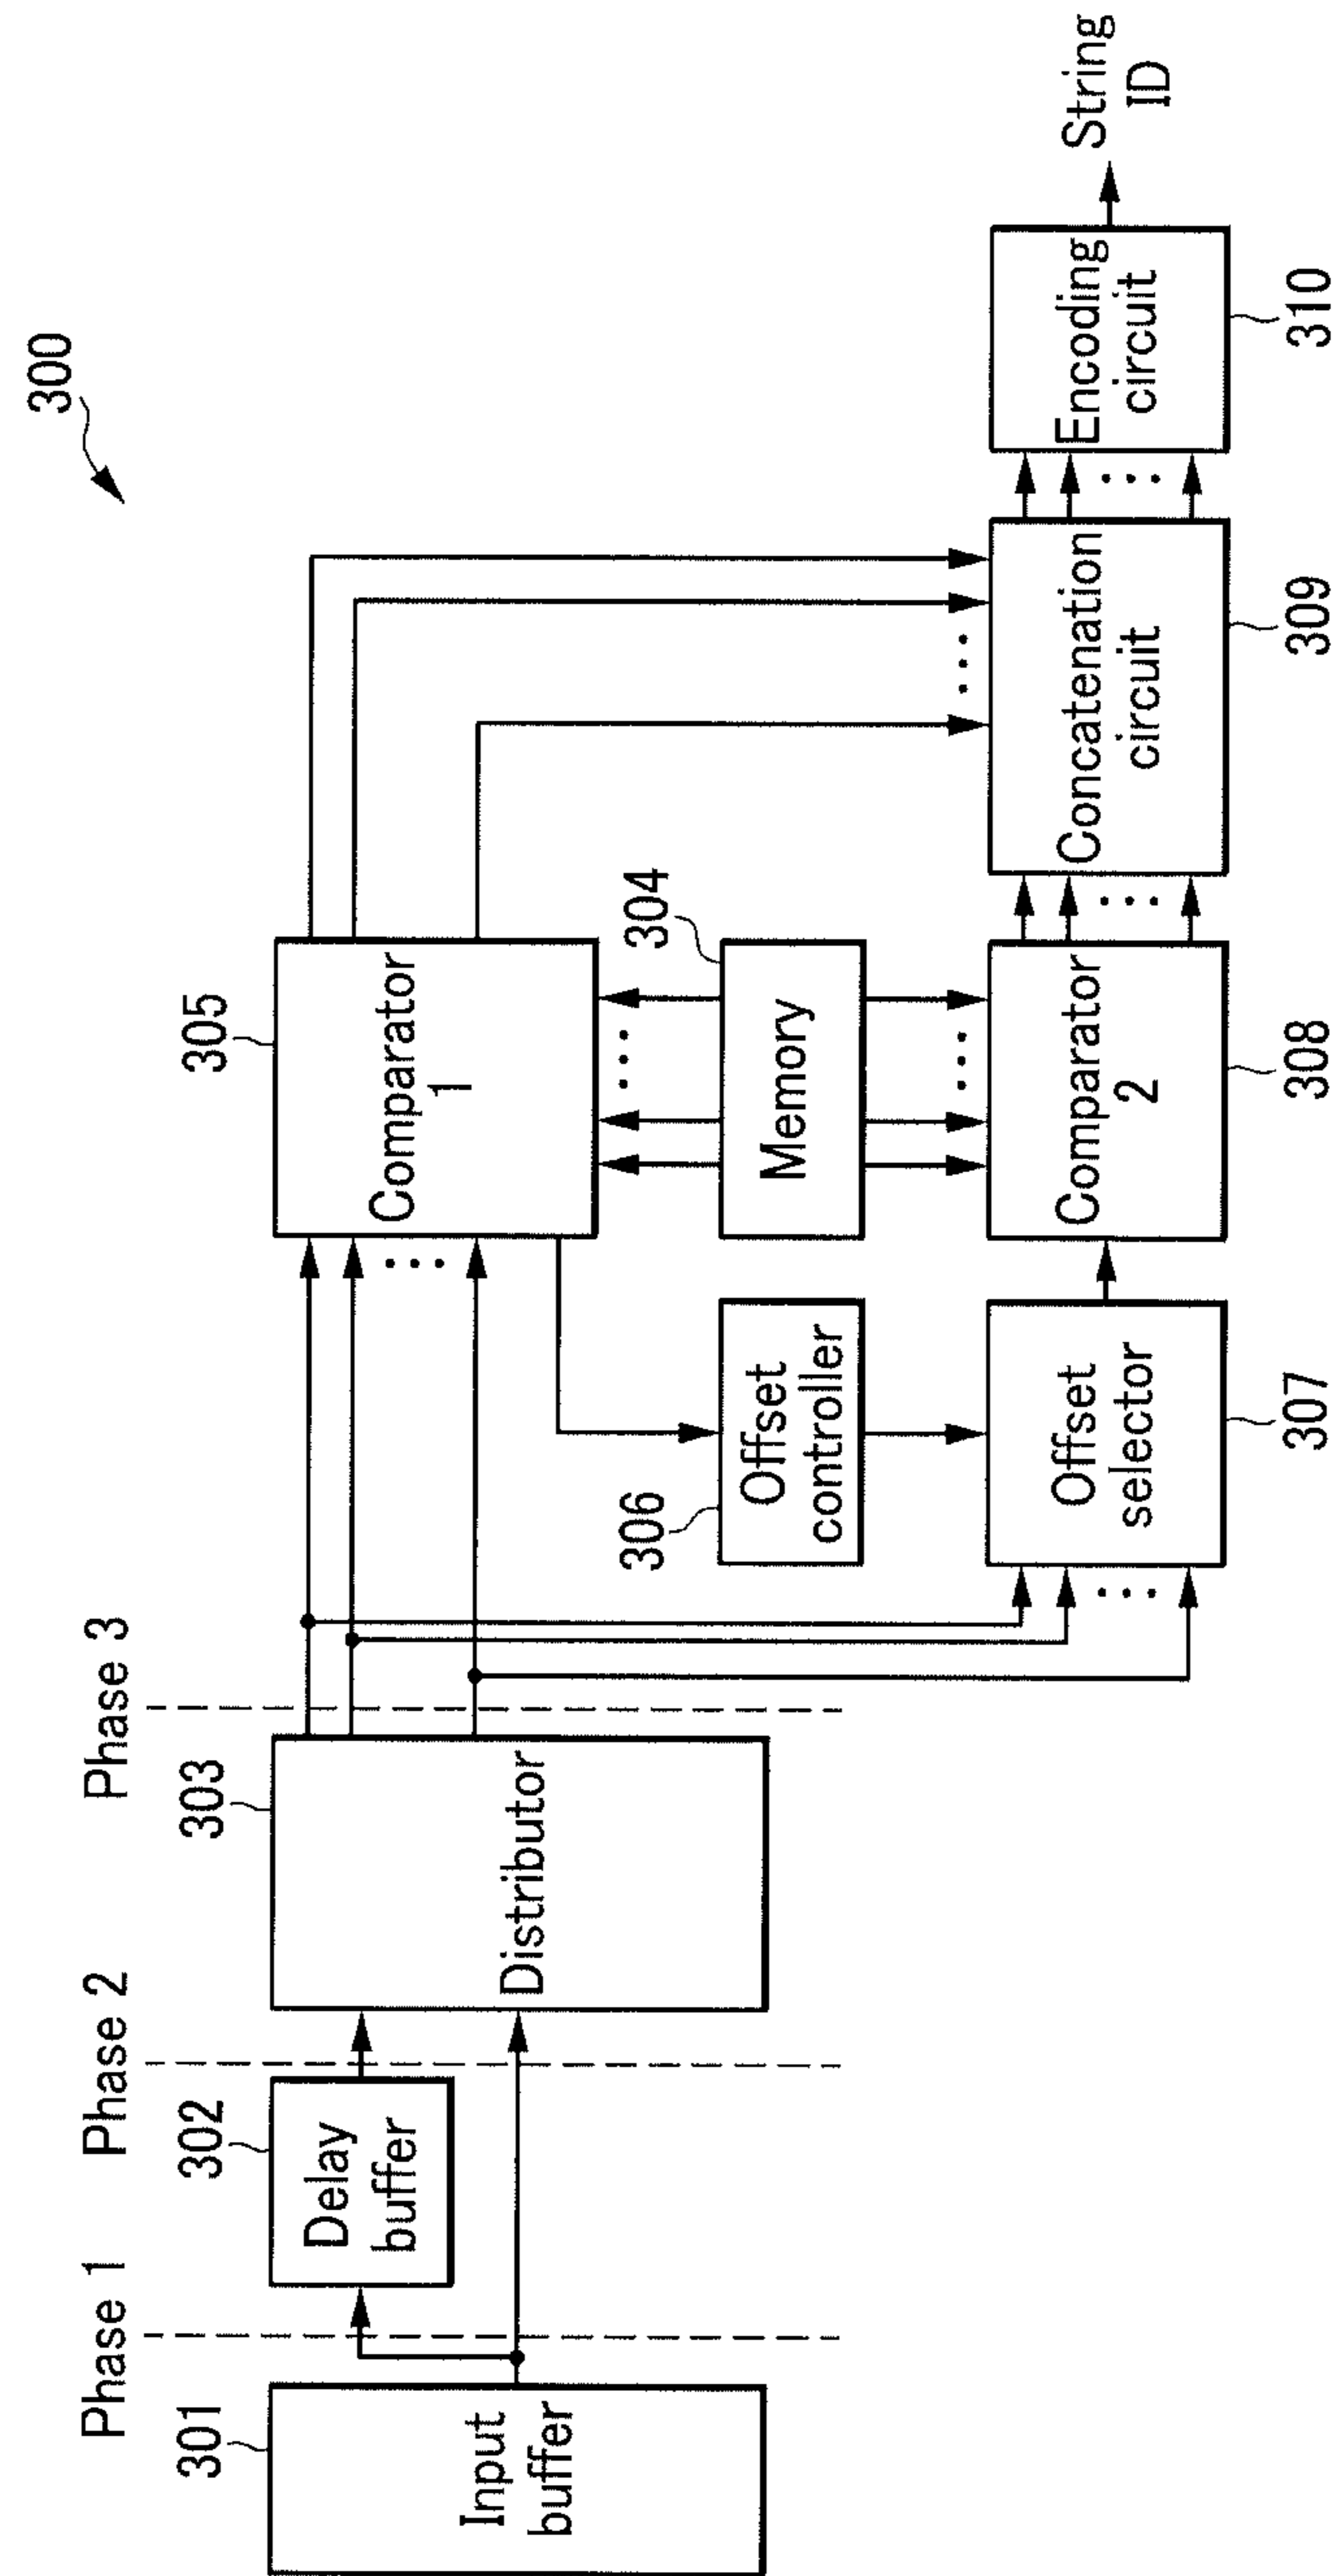 300
Phase 1
Phase 2
Phase 3
301
Input
buffer
302
Delay
buffer
303
Distributor
305
Comparator
1
306
Offset
controller
304
Memory
Offset
selector
307
Comparator
2
308
Concatenation
circuit
309
Encoding
circuit
310
String
ID